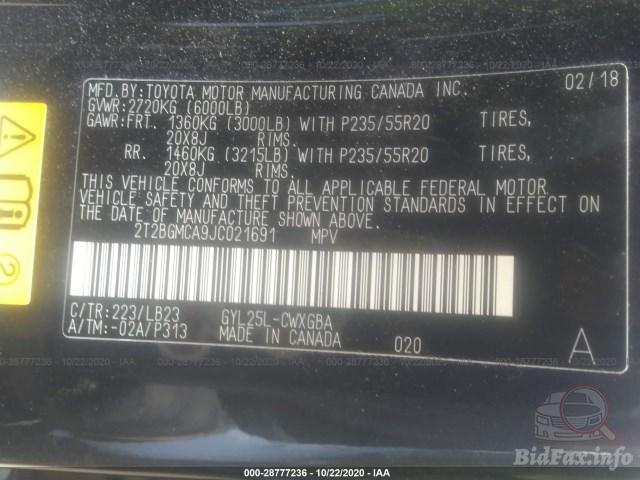 MFD.BY:TOYOTA MOTOR MANUFACTURING CANADA INC. 02/18
GVWR:2720KG (6000LB)
GAWR:FRT. 1360KG (3000LB) WITH P235/55R20 TIRES,
20X8J RIMS.
RR. 1460KG (3215LB) WITH P235/55R20 TIRES,
20X8J RIMS.
THIS VEHICLE CONFORMS TO ALL APPLICABLE FEDERAL MOTOR
VEHICLE SAFETY AND THEFT PREVENTION STANDARDS IN EFFECT ON
THE DATE OF MANUFACTURE SHOWN ABOVE.
2T2BGMCA9JC021691 MPV
C/TR:223/LB23 GYL25L-CWXGBA
A/TM:-02A/P313 MADE IN CANADA 020 A
2
BidFax.info
000-28777236 - 10/22/2020 - IAA